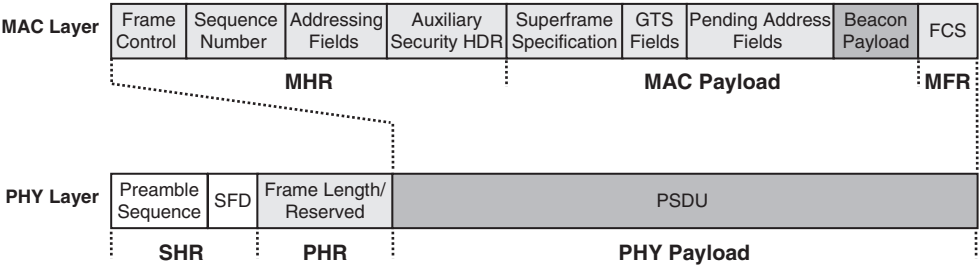 MAC Layer
Frame Control
Sequence Number
Addressing Fields
Auxiliary Security HDR
Superframe Specification
GTS Fields
Pending Address Fields
Beacon Payload
FCS
MHR
MAC Payload
MFR
PHY Layer
Preamble Sequence
SFD
Frame Length/ Reserved
PSDU
SHR
PHR
PHY Payload